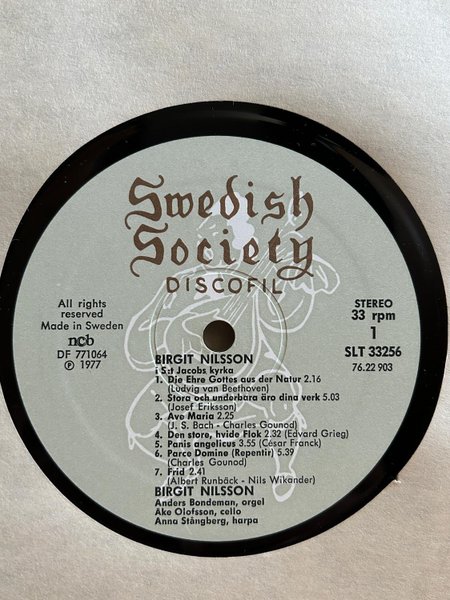 Swedish
Society
DISCOFIL
All rights
reserved
Made in Sweden
ncb
DF 771064
℗ 1977
STEREO
33 rpm
1
SLT 33256
76.22 903
BIRGIT NILSSON
i S:t Jacobs kyrka
1. Die Ehre Gottes aus der Natur 2.16
(Ludvig van Beethoven)
2. Stora och underbara äro dina verk 5.03
(Josef Eriksson)
3. Ave Maria 2.25
(J. S. Bach - Charles Gounod)
4. Den store, hvide Flok 2.32 (Edvard Grieg)
5. Panis angelicus 3.55 (César Franck)
6. Parce Domine (Repentir) 5.39
(Charles Gounod)
7. Frid 2.41
(Albert Runbäck - Nils Wikander)
BIRGIT NILSSON
Anders Bondeman, orgel
Åke Olofsson, cello
Anna Stångberg, harpa